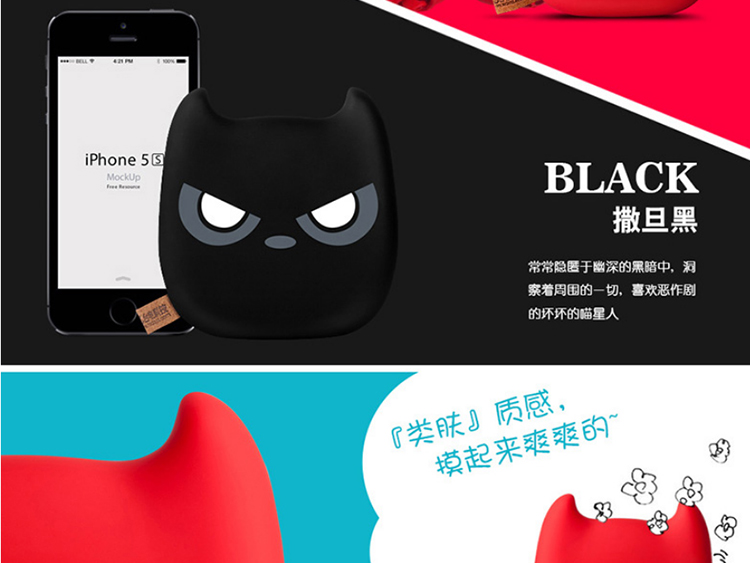 BELL 4:21 PM 100%
iPhone 5S
MockUp
Free Resource
BLACK
撒旦黑
常常隐匿于幽深的黑暗中，洞
察着周围的一切，喜欢恶作剧
的坏坏的喵星人
『类肤』质感，
摸起来爽爽的~